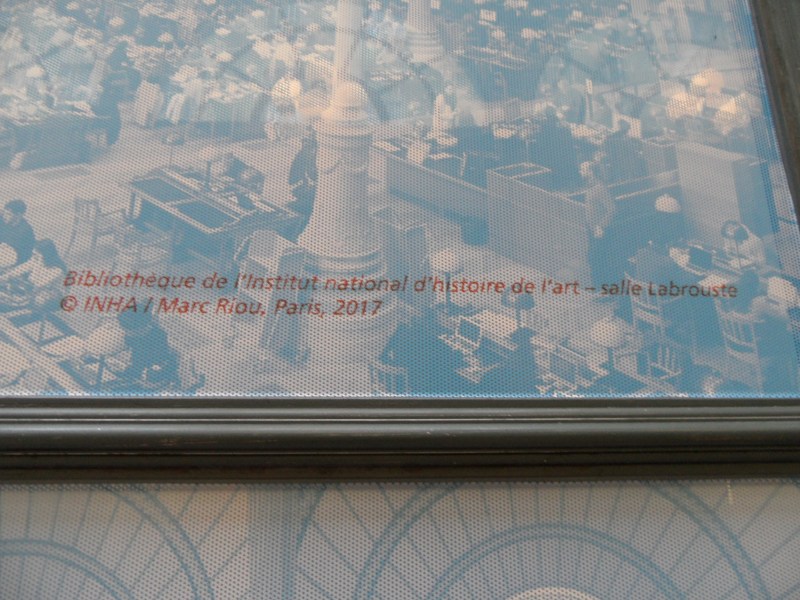 Bibliothèque de l'Institut national d'histoire de l'art – salle Labrouste
© INHA / Marc Riou, Paris, 2017